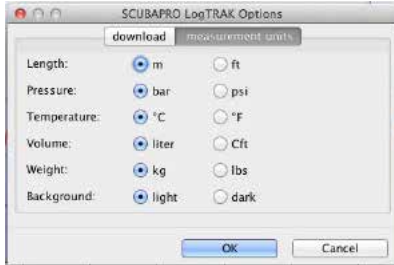 SCUBAPRO LogTRAK Options
download measurement units
Length: m ft
Pressure: bar psi
Temperature: °C °F
Volume: liter Cft
Weight: kg lbs
Background: light dark
OK Cancel